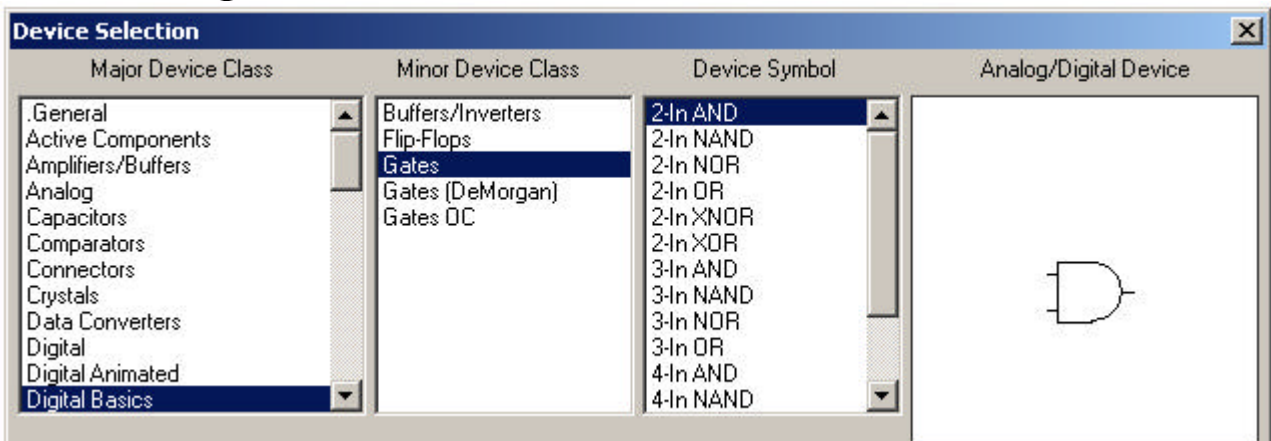 Device Selection
Major Device Class
Minor Device Class
Device Symbol
Analog/Digital Device
.General
Active Components
Amplifiers/Buffers
Analog
Capacitors
Comparators
Connectors
Crystals
Data Converters
Digital
Digital Animated
Digital Basics
Buffers/Inverters
Flip-Flops
Gates
Gates (DeMorgan)
Gates OC
2-In AND
2-In NAND
2-In NOR
2-In OR
2-In XNOR
2-In XOR
3-In AND
3-In NAND
3-In NOR
3-In OR
4-In AND
4-In NAND